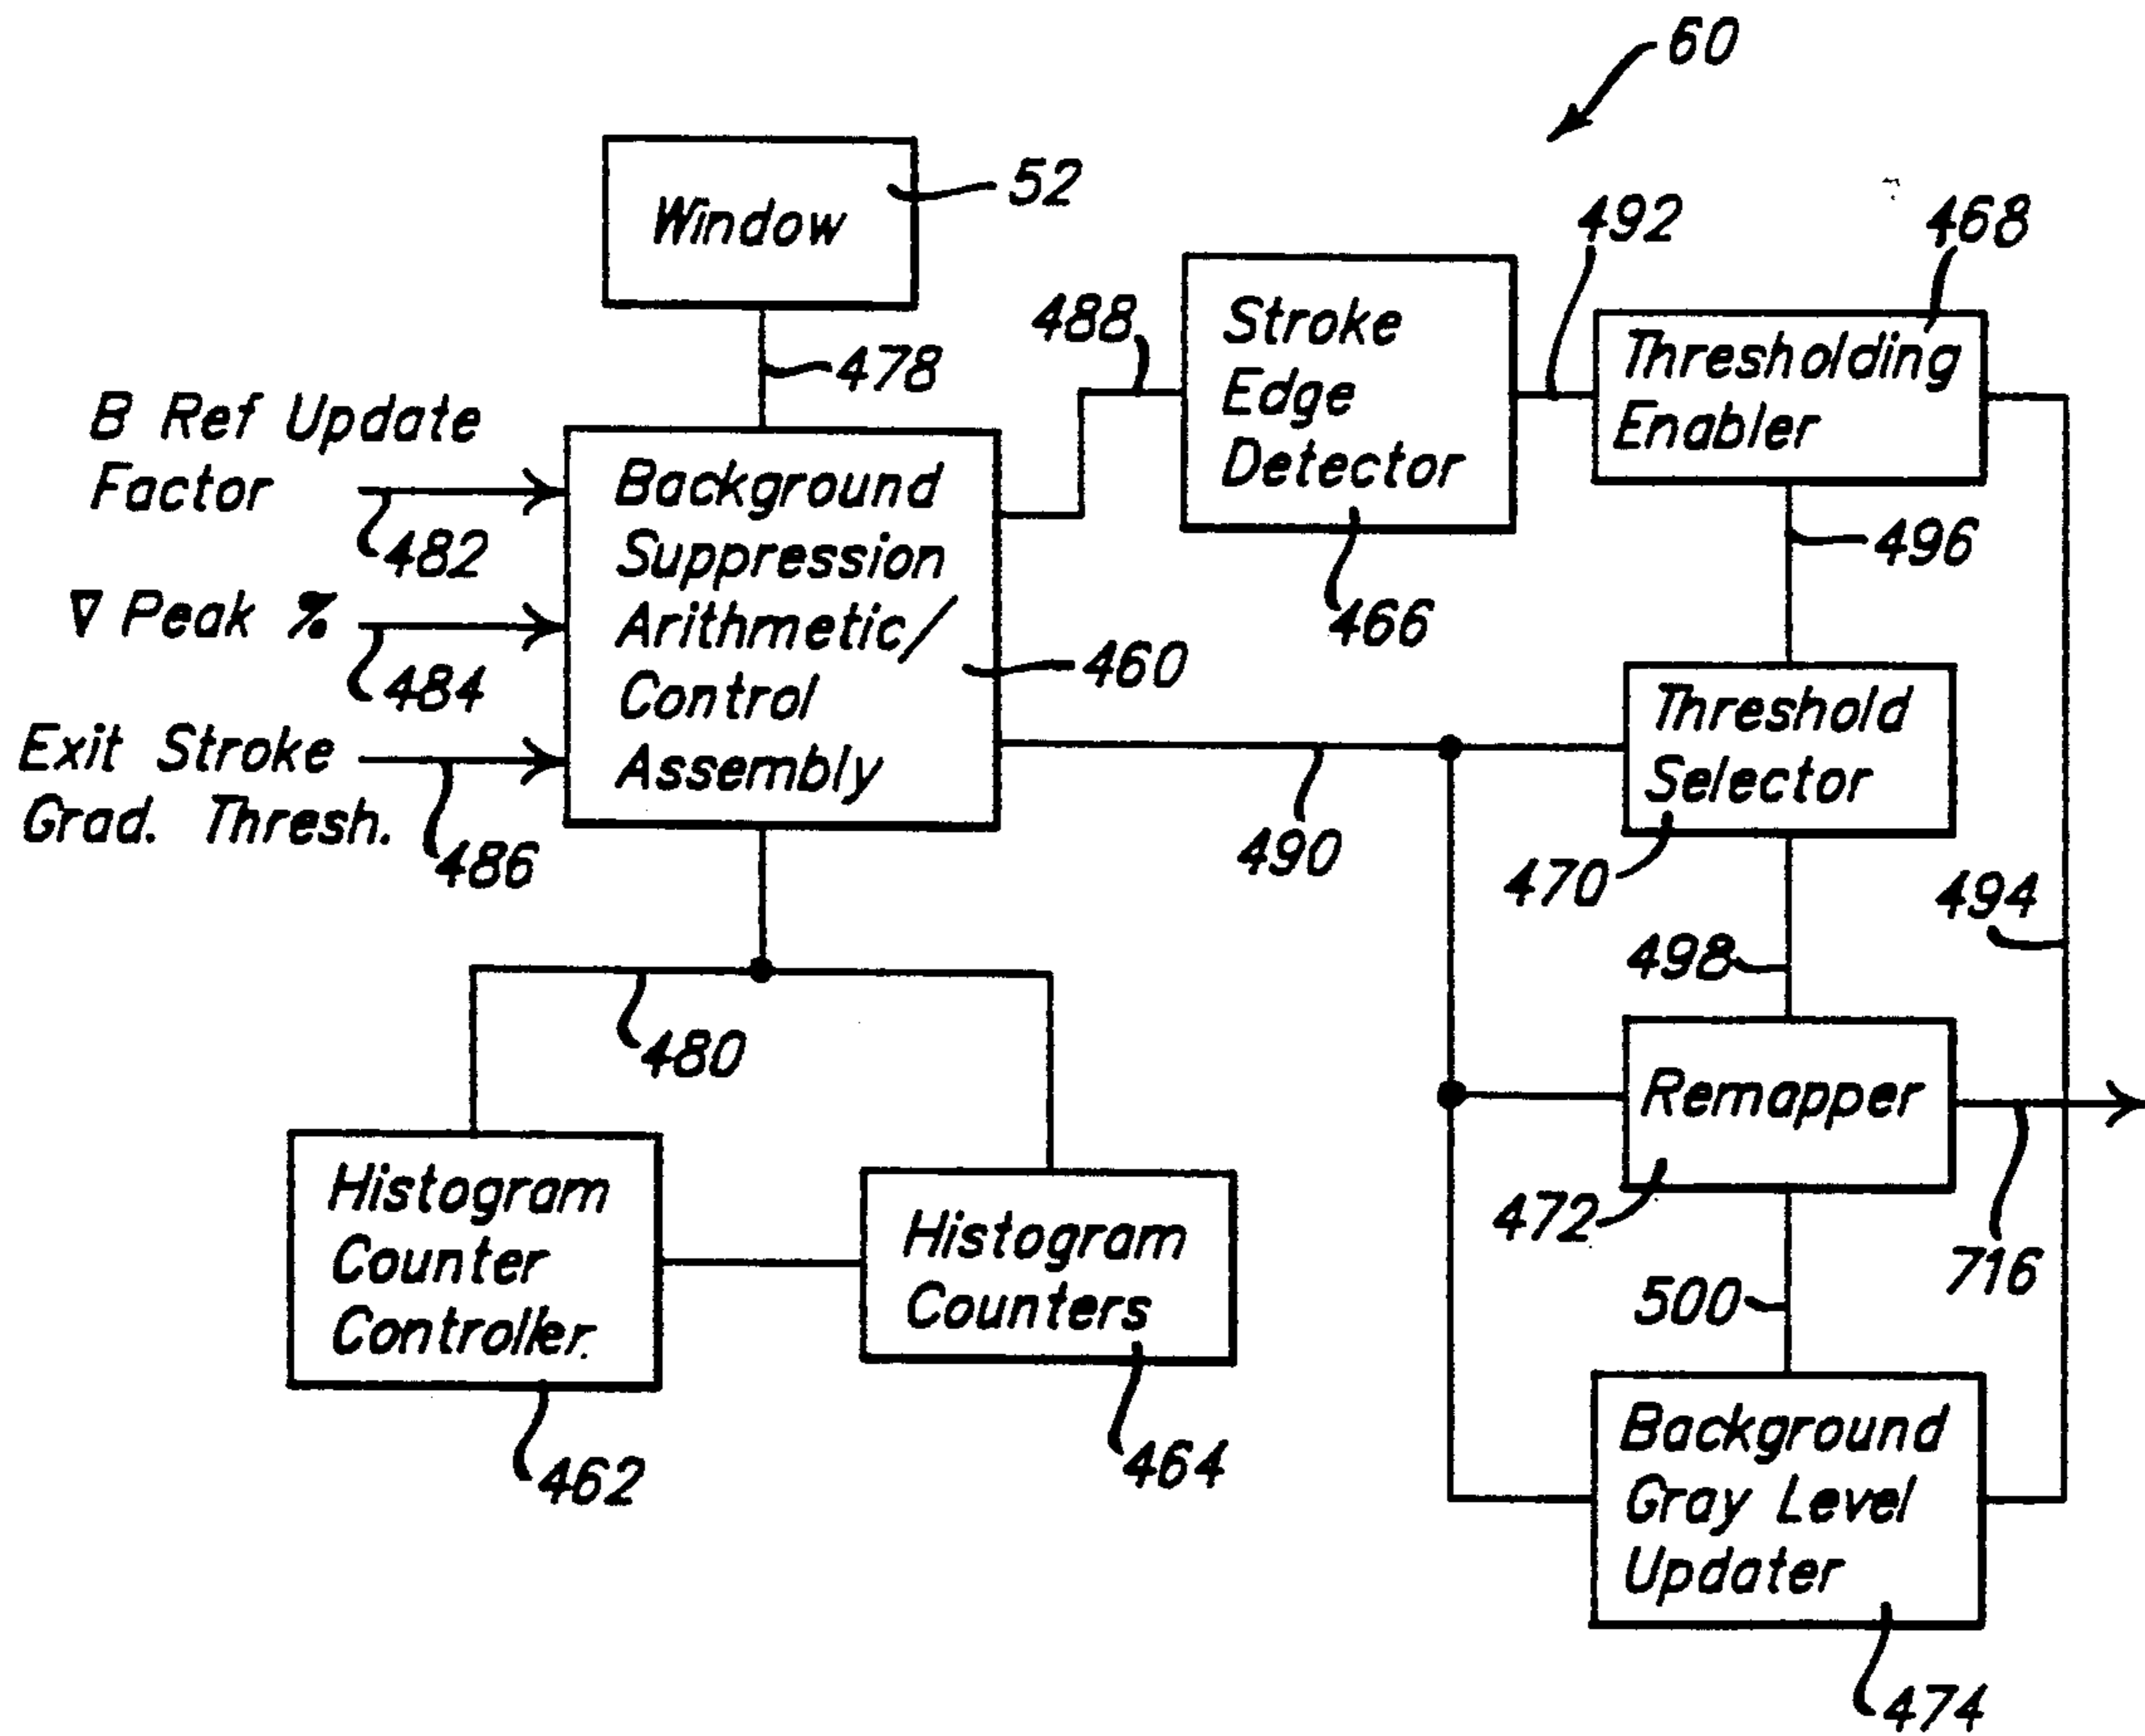 60
Window
52
478
B Ref Update
Factor
482
∇ Peak %
484
Exit Stroke
Grad. Thresh.
486
Background
Suppression
Arithmetic/
Control
Assembly
460
488
Stroke
Edge
Detector
466
492
468
Thresholding
Enabler
496
Threshold
Selector
470
490
494
498
Remapper
472
716
500
Background
Gray Level
Updater
474
480
Histogram
Counter
Controller.
462
Histogram
Counters
464